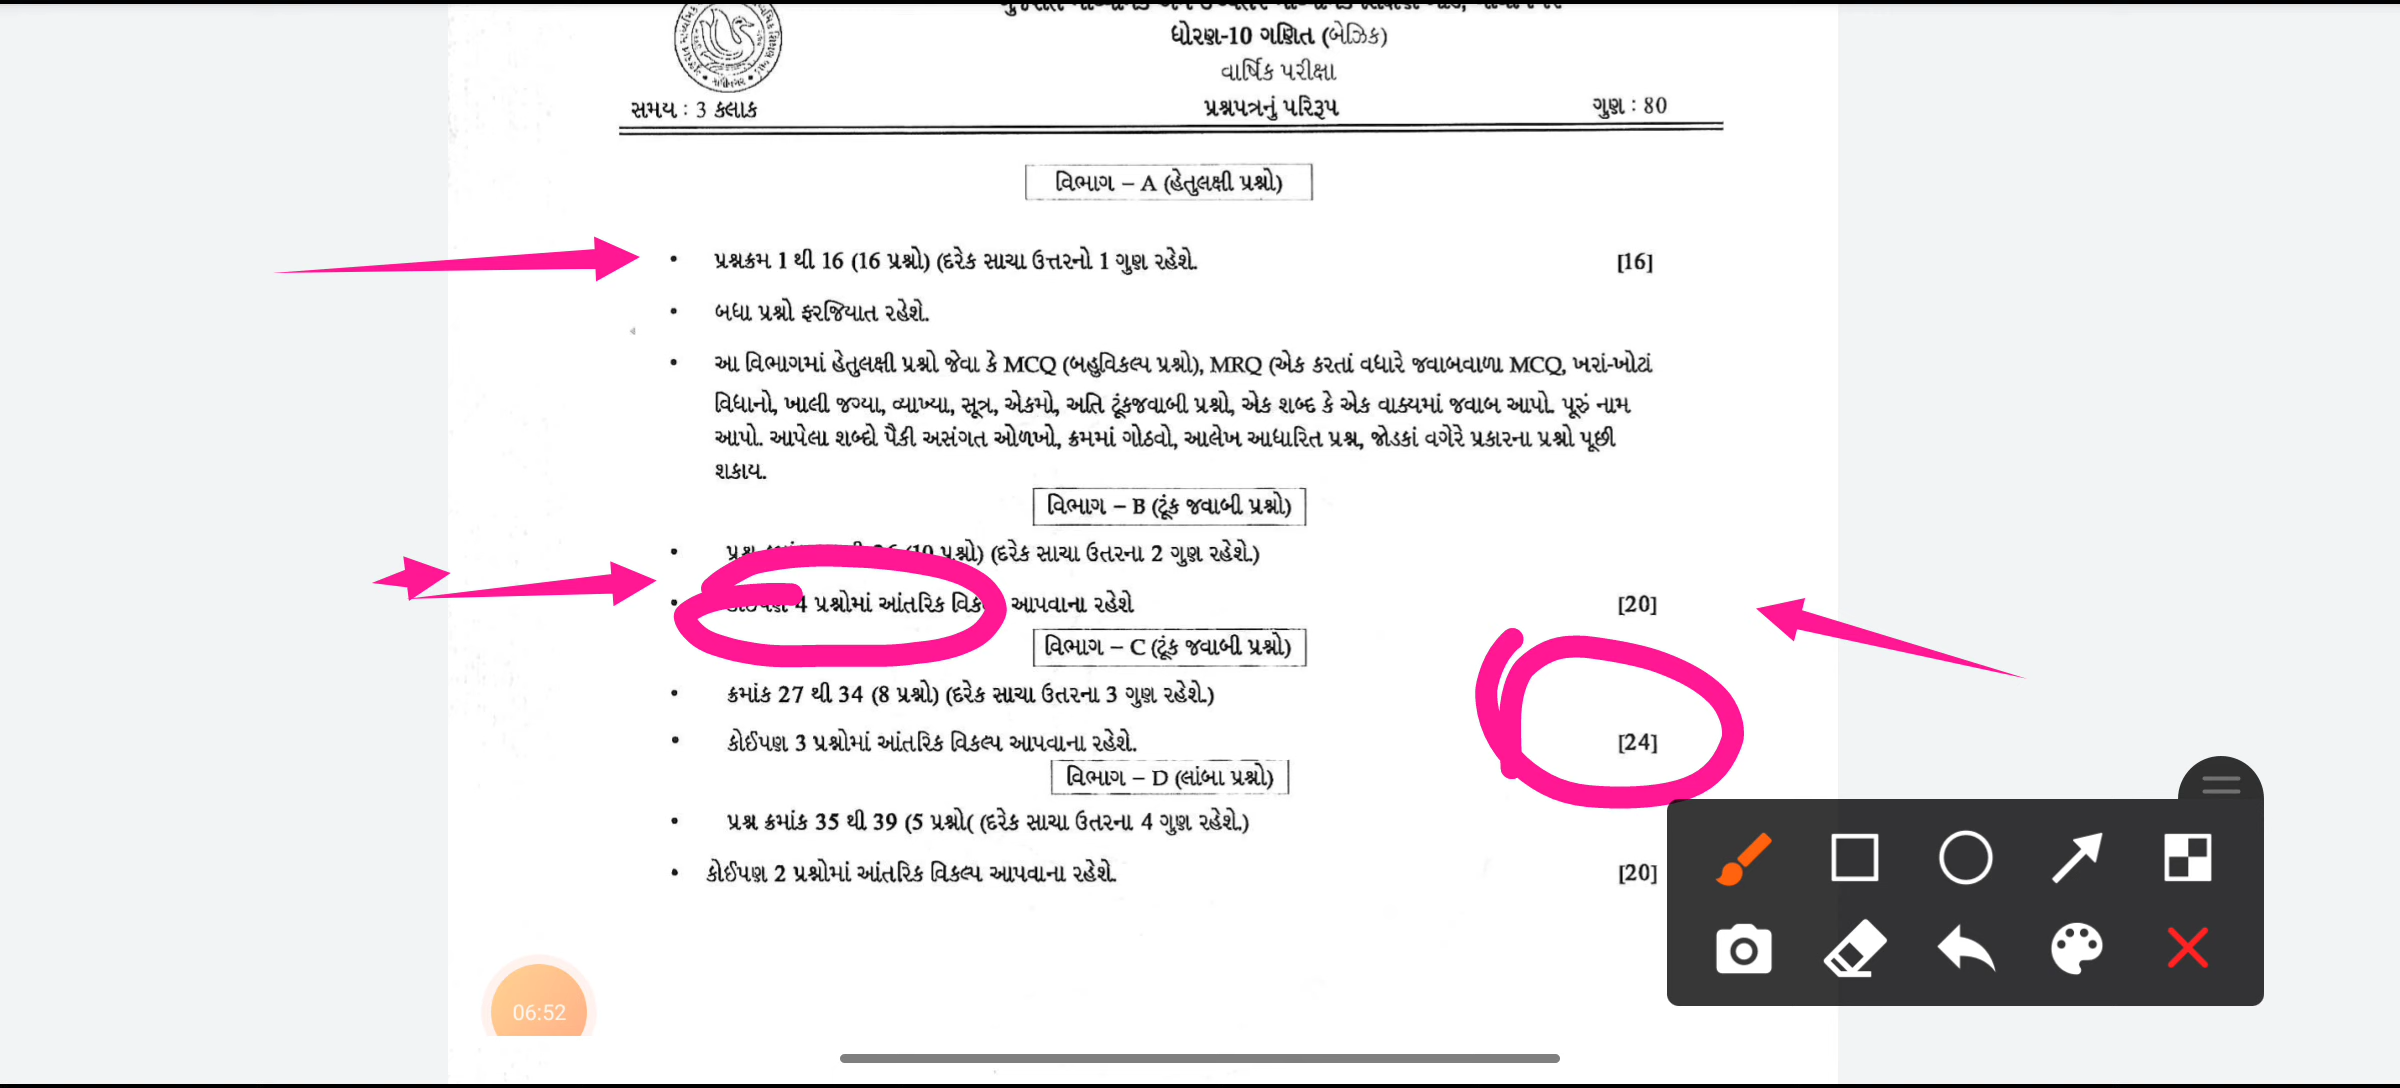 ધોરણ-10 ગણિત (બેઝિક)
વાર્ષિક પરીક્ષા
સમય : 3 કલાક પ્રશ્નપત્રનું પરિરૂપ ગુણ : 80
વિભાગ – A (હેતુલક્ષી પ્રશ્નો)
• પ્રશ્નક્રમ 1 થી 16 (16 પ્રશ્નો) (દરેક સાચા ઉત્તરનો 1 ગુણ રહેશે. [16]
• બધા પ્રશ્નો ફરજિયાત રહેશે.
• આ વિભાગમાં હેતુલક્ષી પ્રશ્નો જેવા કે MCQ (બહુવિકલ્પ પ્રશ્નો), MRQ (એક કરતાં વધારે જવાબવાળા MCQ, ખરાં-ખોટાં
વિધાનો, ખાલી જગ્યા, વ્યાખ્યા, સૂત્ર, એકમો, અતિ ટૂંકજવાબી પ્રશ્નો, એક શબ્દ કે એક વાક્યમાં જવાબ આપો. પૂરું નામ
આપો. આપેલા શબ્દો પૈકી અસંગત ઓળખો, ક્રમમાં ગોઠવો, આલેખ આધારિત પ્રશ્ન, જોડકાં વગેરે પ્રકારના પ્રશ્નો પૂછી
શકાય.
વિભાગ – B (ટૂંક જવાબી પ્રશ્નો)
• પ્રશ્નો) (દરેક સાચા ઉતરના 2 ગુણ રહેશે.)
• 4 પ્રશ્નોમાં આંતરિક આપવાના રહેશે [20]
વિભાગ – C (ટૂંક જવાબી પ્રશ્નો)
• ક્રમાંક 27 થી 34 (8 પ્રશ્નો) (દરેક સાચા ઉતરના 3 ગુણ રહેશે.)
• કોઈપણ 3 પ્રશ્નોમાં આંતરિક વિકલ્પ આપવાના રહેશે. [24]
વિભાગ – D (લાંબા પ્રશ્નો)
• પ્રશ્ન ક્રમાંક 35 થી 39 (5 પ્રશ્નો( (દરેક સાચા ઉતરના 4 ગુણ રહેશે.)
• કોઈપણ 2 પ્રશ્નોમાં આંતરિક વિકલ્પ આપવાના રહેશે. [20]
06:52